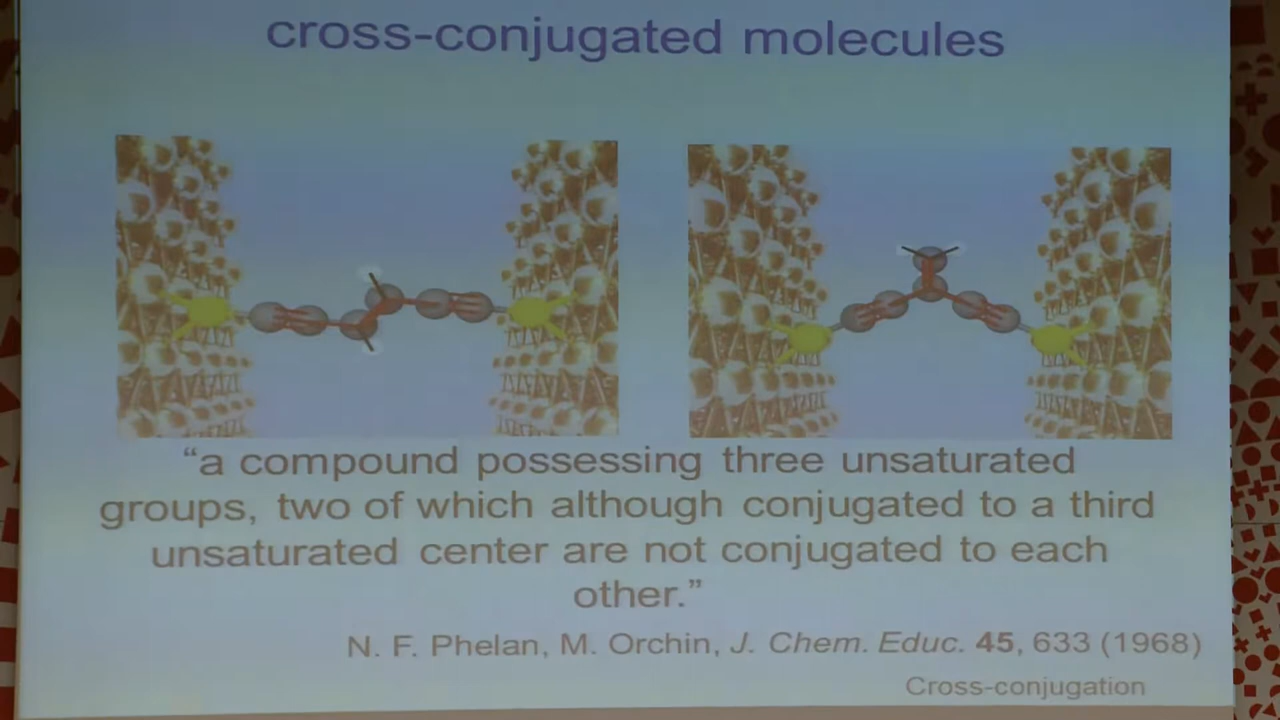 cross-conjugated molecules
“a compound possessing three unsaturated
groups, two of which although conjugated to a third
unsaturated center are not conjugated to each
other.”
N. F. Phelan, M. Orchin, J. Chem. Educ. 45, 633 (1968)
Cross-conjugation